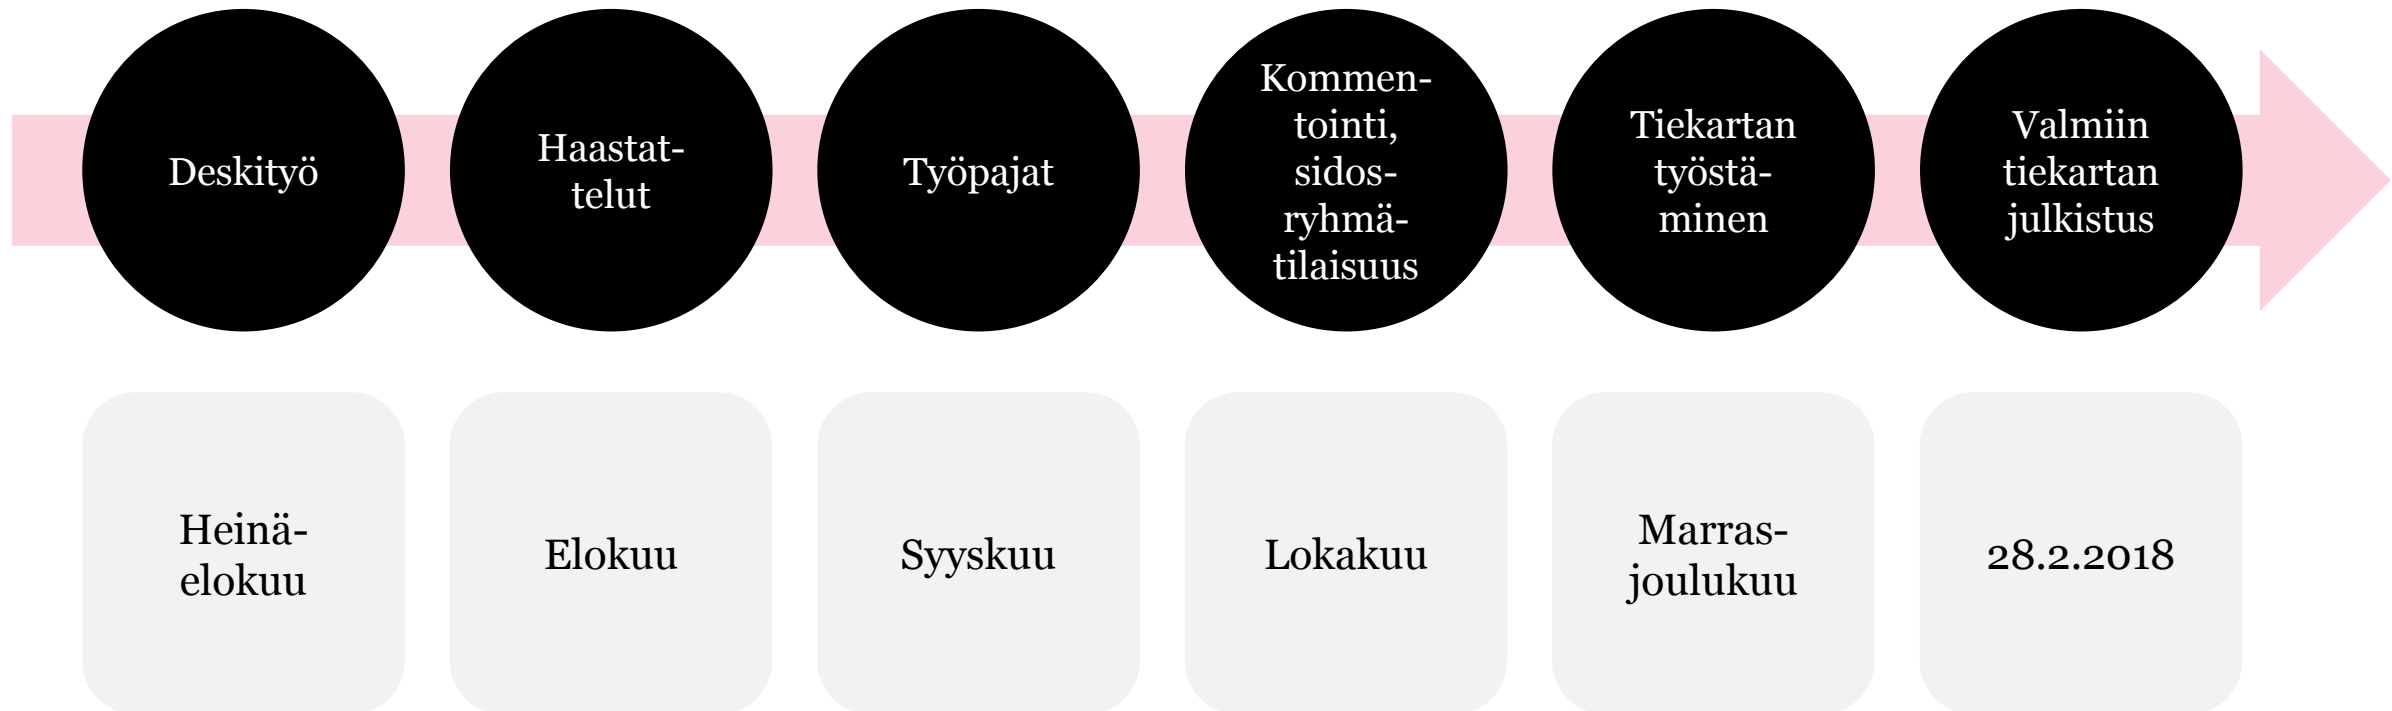 Deskityö
Haastat-
telut
Työpajat
Kommen-
tointi,
sidos-
ryhmä-
tilaisuus
Tiekartan
työstä-
minen
Valmiin
tiekartan
julkistus
Heinä-
elokuu
Elokuu
Syyskuu
Lokakuu
Marras-
joulukuu
28.2.2018